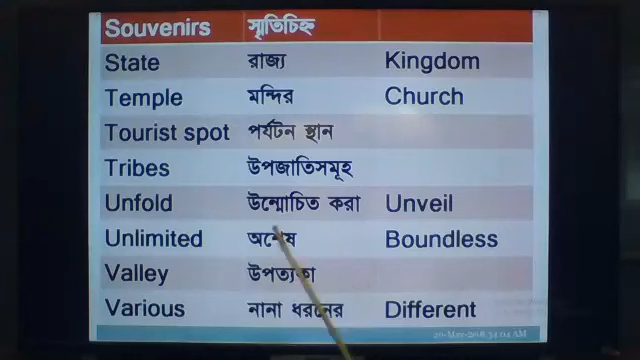 Souvenirs স্মৃতিচিহ্ন
State রাজ্য Kingdom
Temple মন্দির Church
Tourist spot পর্যটন স্থান
Tribes উপজাতিসমূহ
Unfold উন্মোচিত করা Unveil
Unlimited অশেষ Boundless
Valley উপত্যকা
Various নানা ধরনের Different